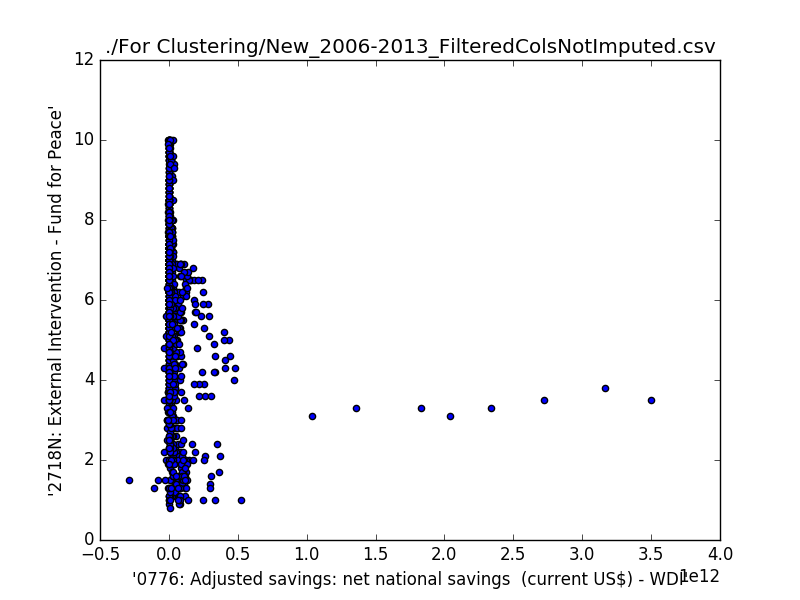 ./For Clustering/New_2006-2013_FilteredColsNotImputed.csv
'2718N: External Intervention - Fund for Peace'
12
10
8
6
4
2
0
−0.5 0.0 0.5 1.0 1.5 2.0 2.5 3.0 3.5 4.0
1e12
'0776: Adjusted savings: net national savings  (current US$) - WDI'